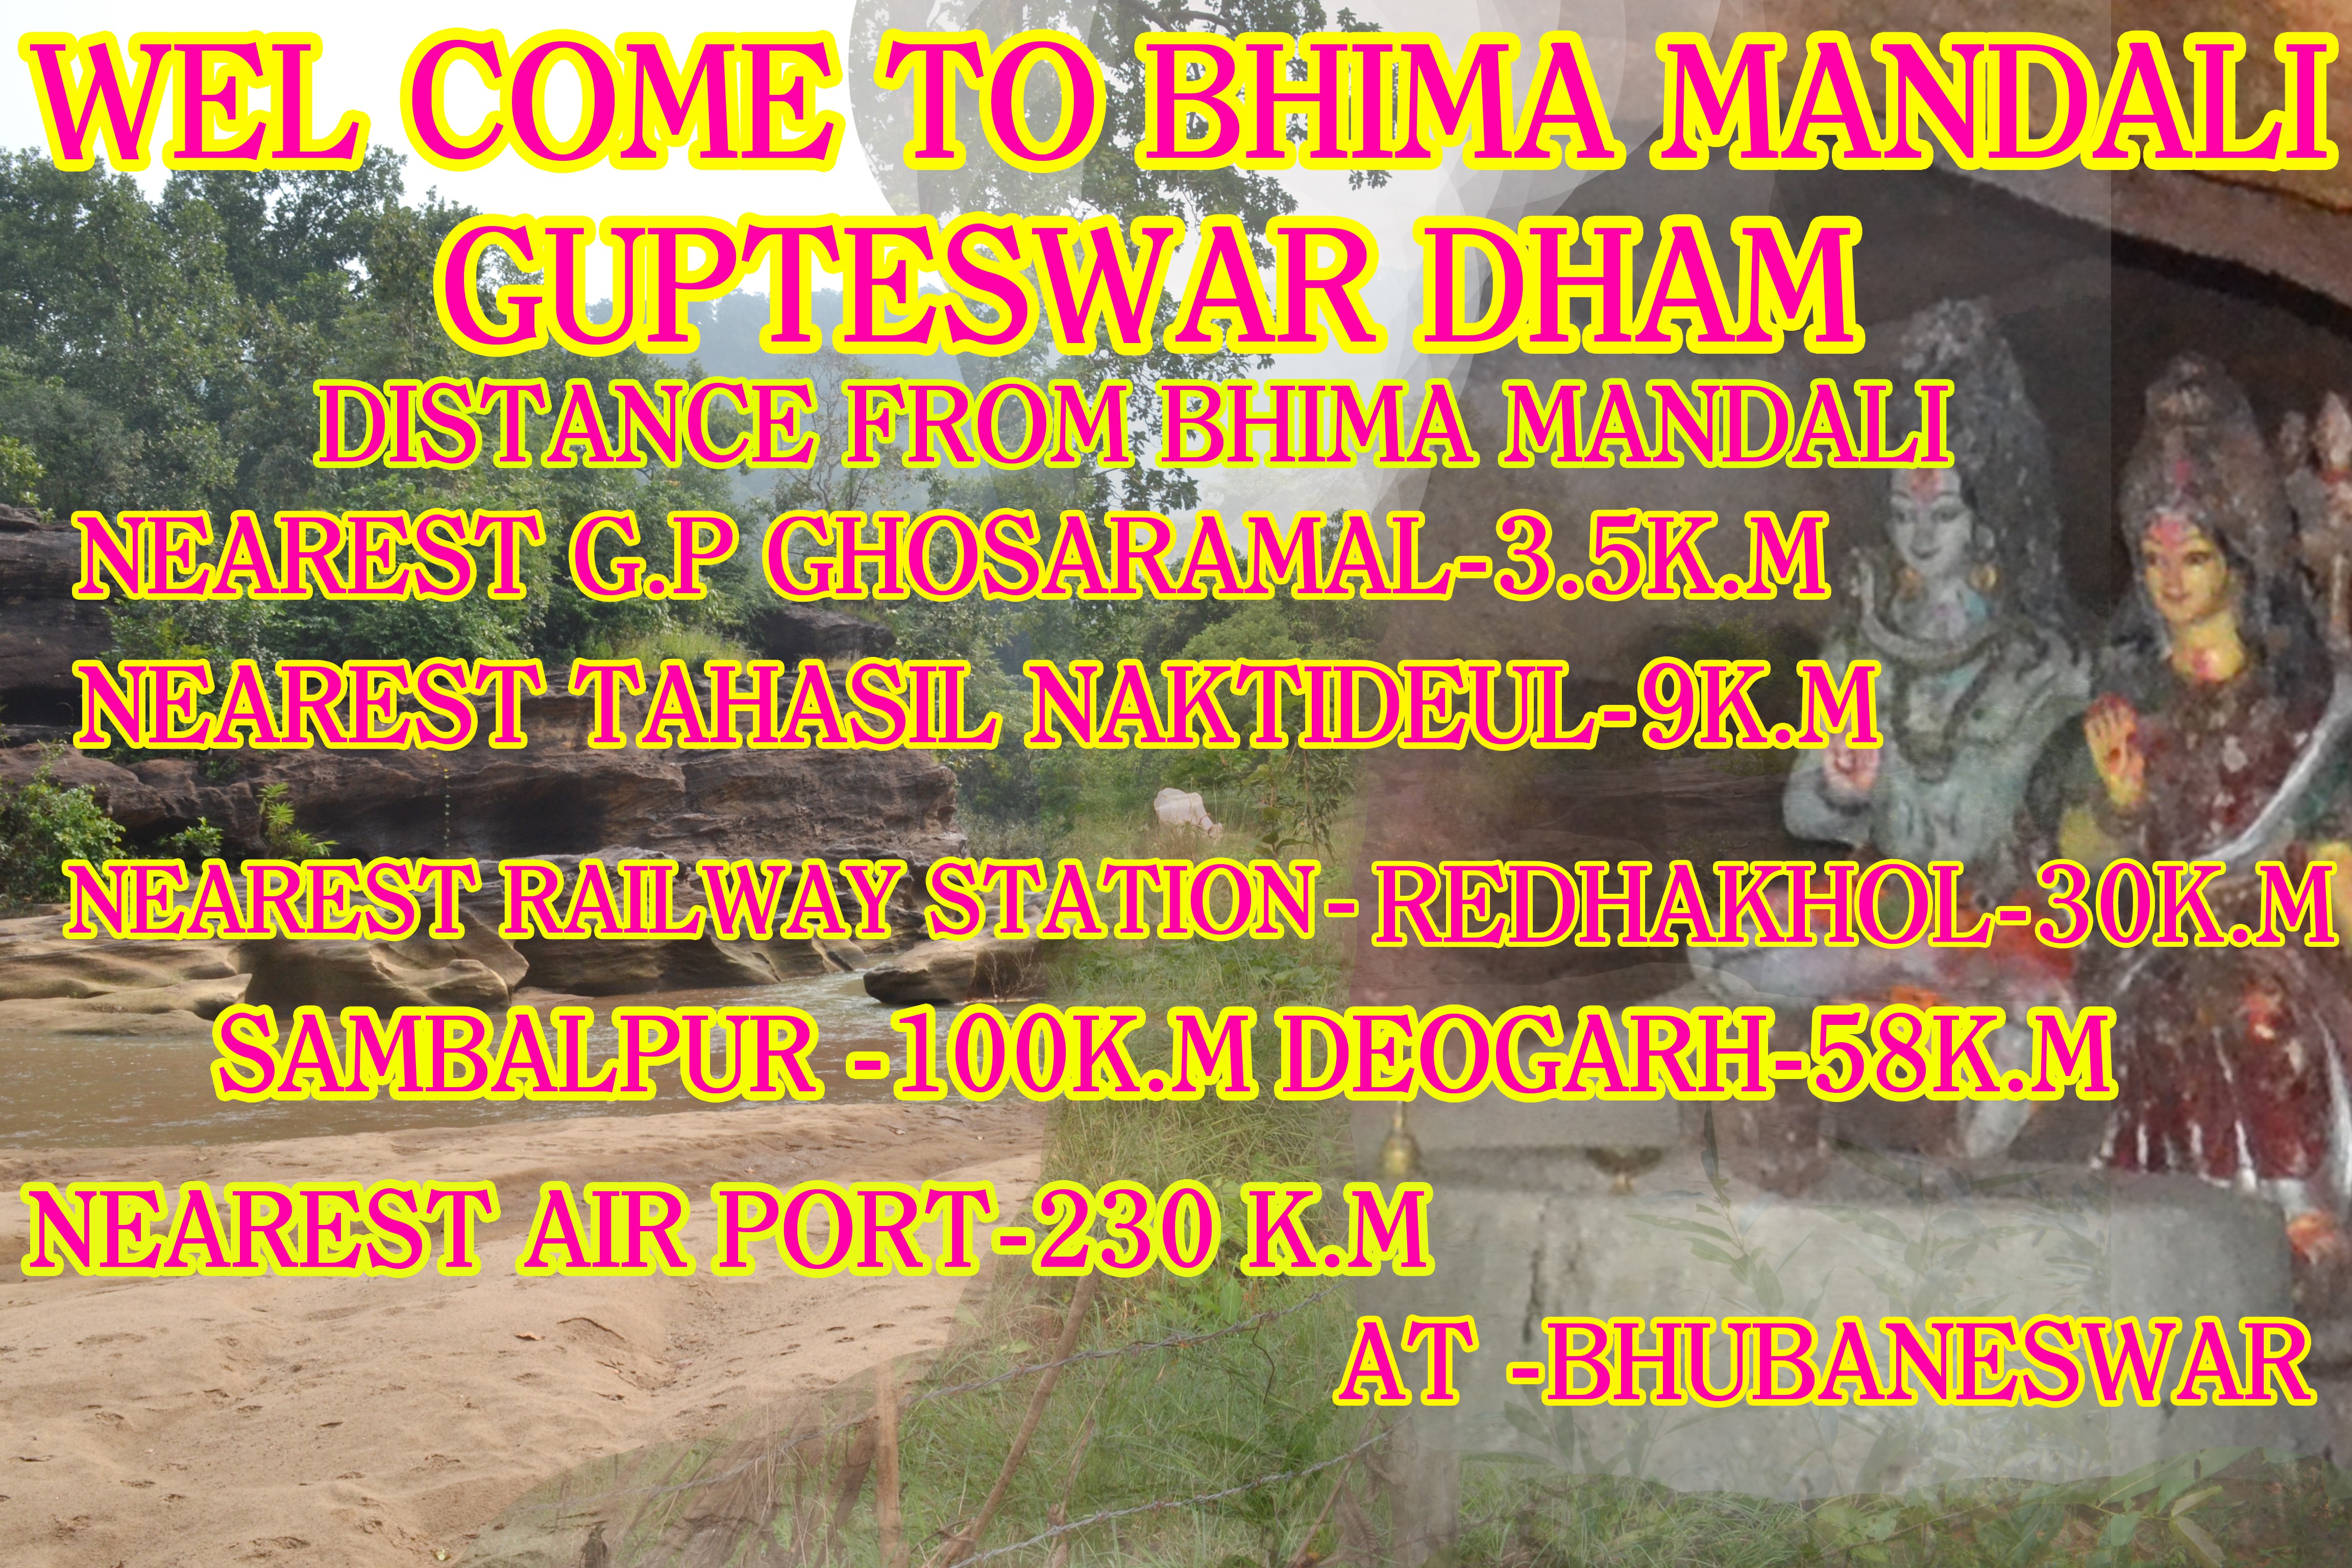 WEL COME TO BHIMA MANDALI
GUPTESWAR DHAM
DISTANCE FROM BHIMA MANDALI
NEAREST G.P GHOSARAMAL-3.5K.M
NEAREST TAHASIL NAKTIDEUL-9K.M
NEAREST RAILWAY STATION-REDHAKHOL-30K.M
SAMBALPUR -100K.M DEOGARH-58K.M
NEAREST AIR PORT-230 K.M
AT -BHUBANESWAR